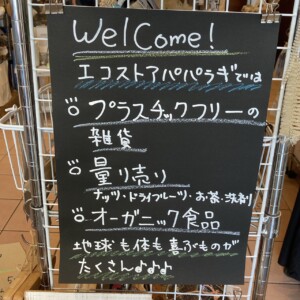 Welcome!
エコストアパパラギでは
プラスチックフリーの
雑貨
量り売り
ナッツ・ドライフルーツ・お茶・洗剤
オーガニック食品
地球も体も喜ぶものが
たくさんよよよ